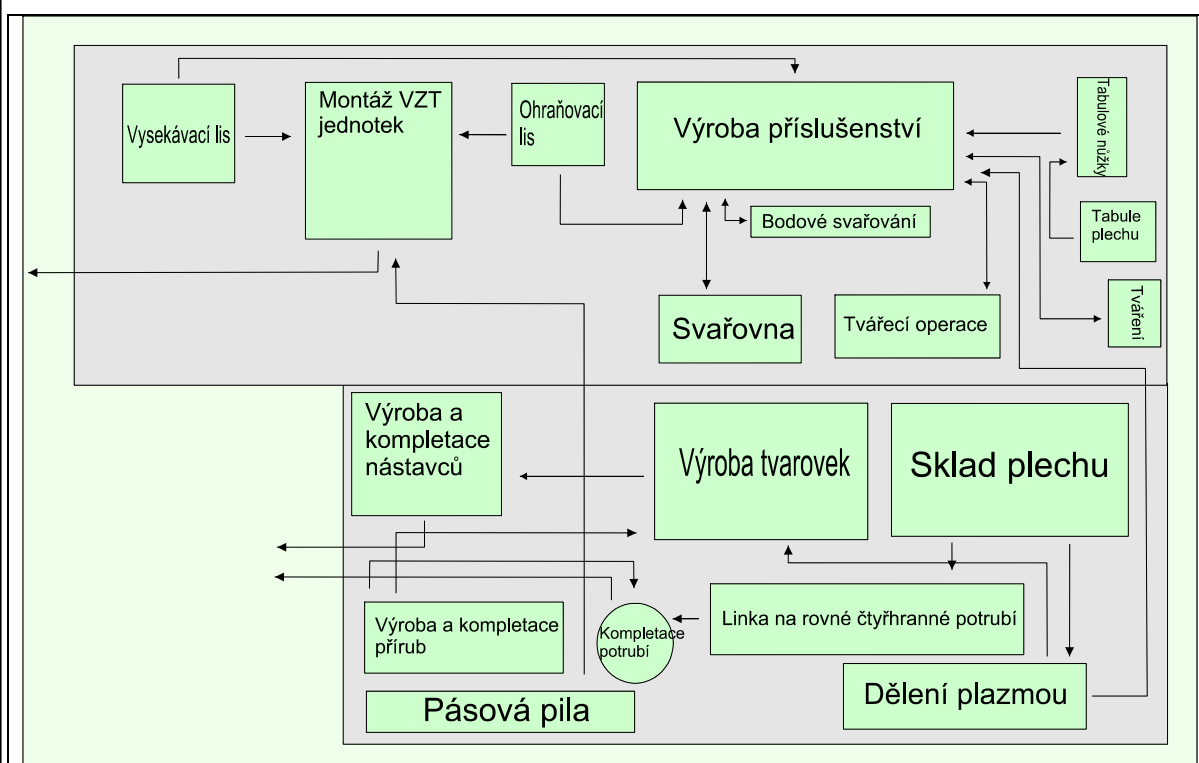 Vysekávací lis
Montáž VZT
jednotek
Ohraňovací
lis
Výroba příslušenství
Tabulové nůžky
Bodové svařování
Tabule
plechu
Svařovna
Tvářecí operace
Tváření
Výroba a
kompletace
nástavců
Výroba tvarovek
Sklad plechu
Výroba a kompletace
přírub
Kompletace
potrubí
Linka na rovné čtyřhranné potrubí
Dělení plazmou
Pásová pila